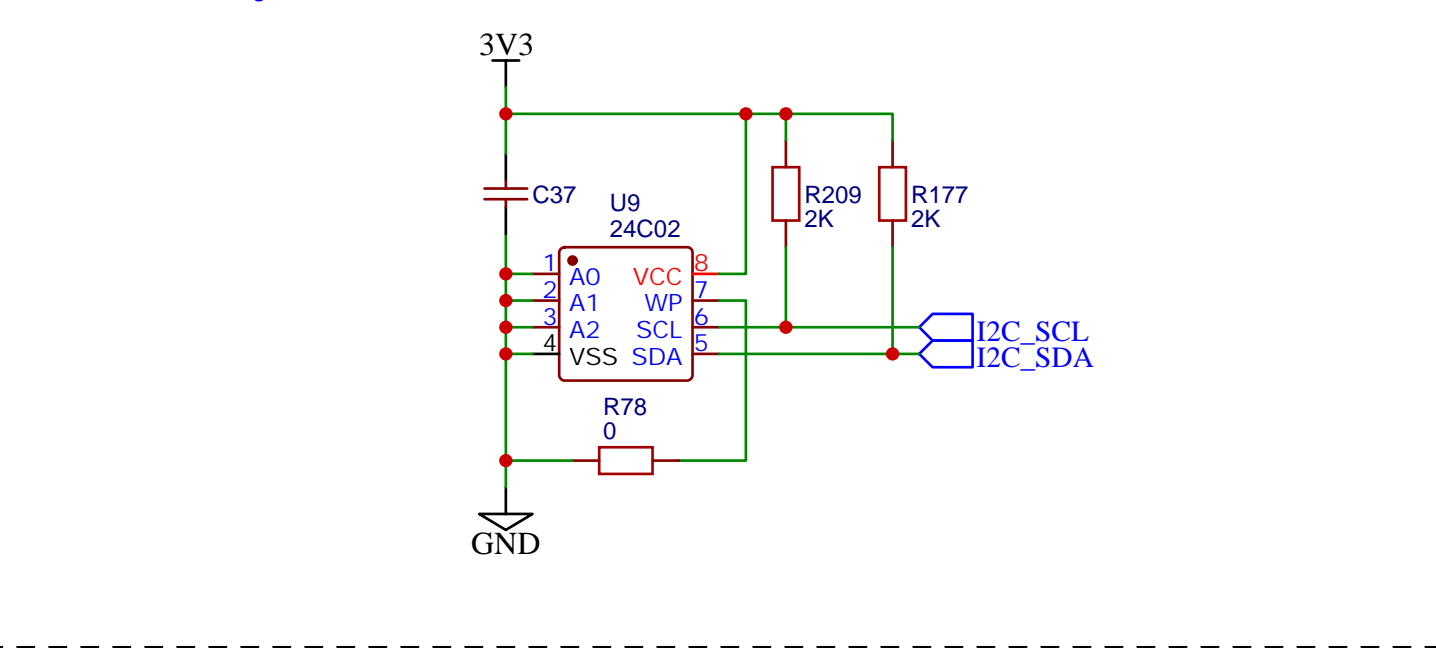 3V3
C37
U9
24C02
R209
2K
R177
2K
1
A0
VCC
8
2
A1
WP
7
3
A2
SCL
6
4
VSS
SDA
5
I2C_SCL
I2C_SDA
R78
0
GND